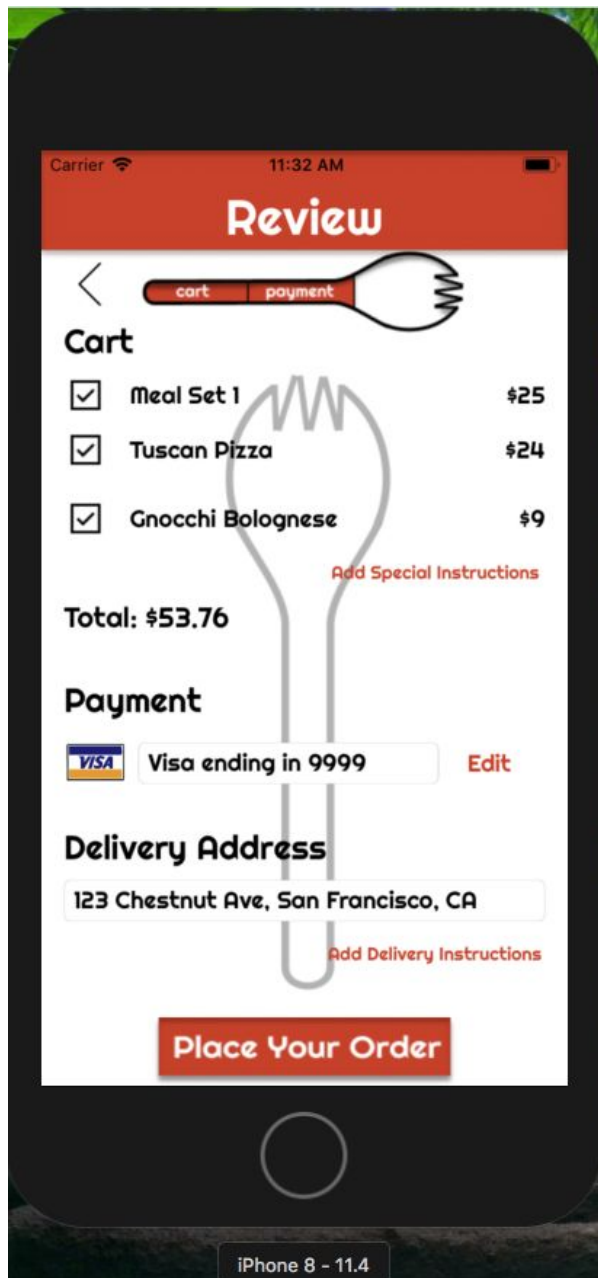 Carrier 11:32 AM
Review
cart payment
Cart
Meal Set 1 $25
Tuscan Pizza $24
Gnocchi Bolognese $9
Add Special Instructions
Total: $53.76
Payment
VISA Visa ending in 9999 Edit
Delivery Address
123 Chestnut Ave, San Francisco, CA
Add Delivery Instructions
Place Your Order
iPhone 8 - 11.4